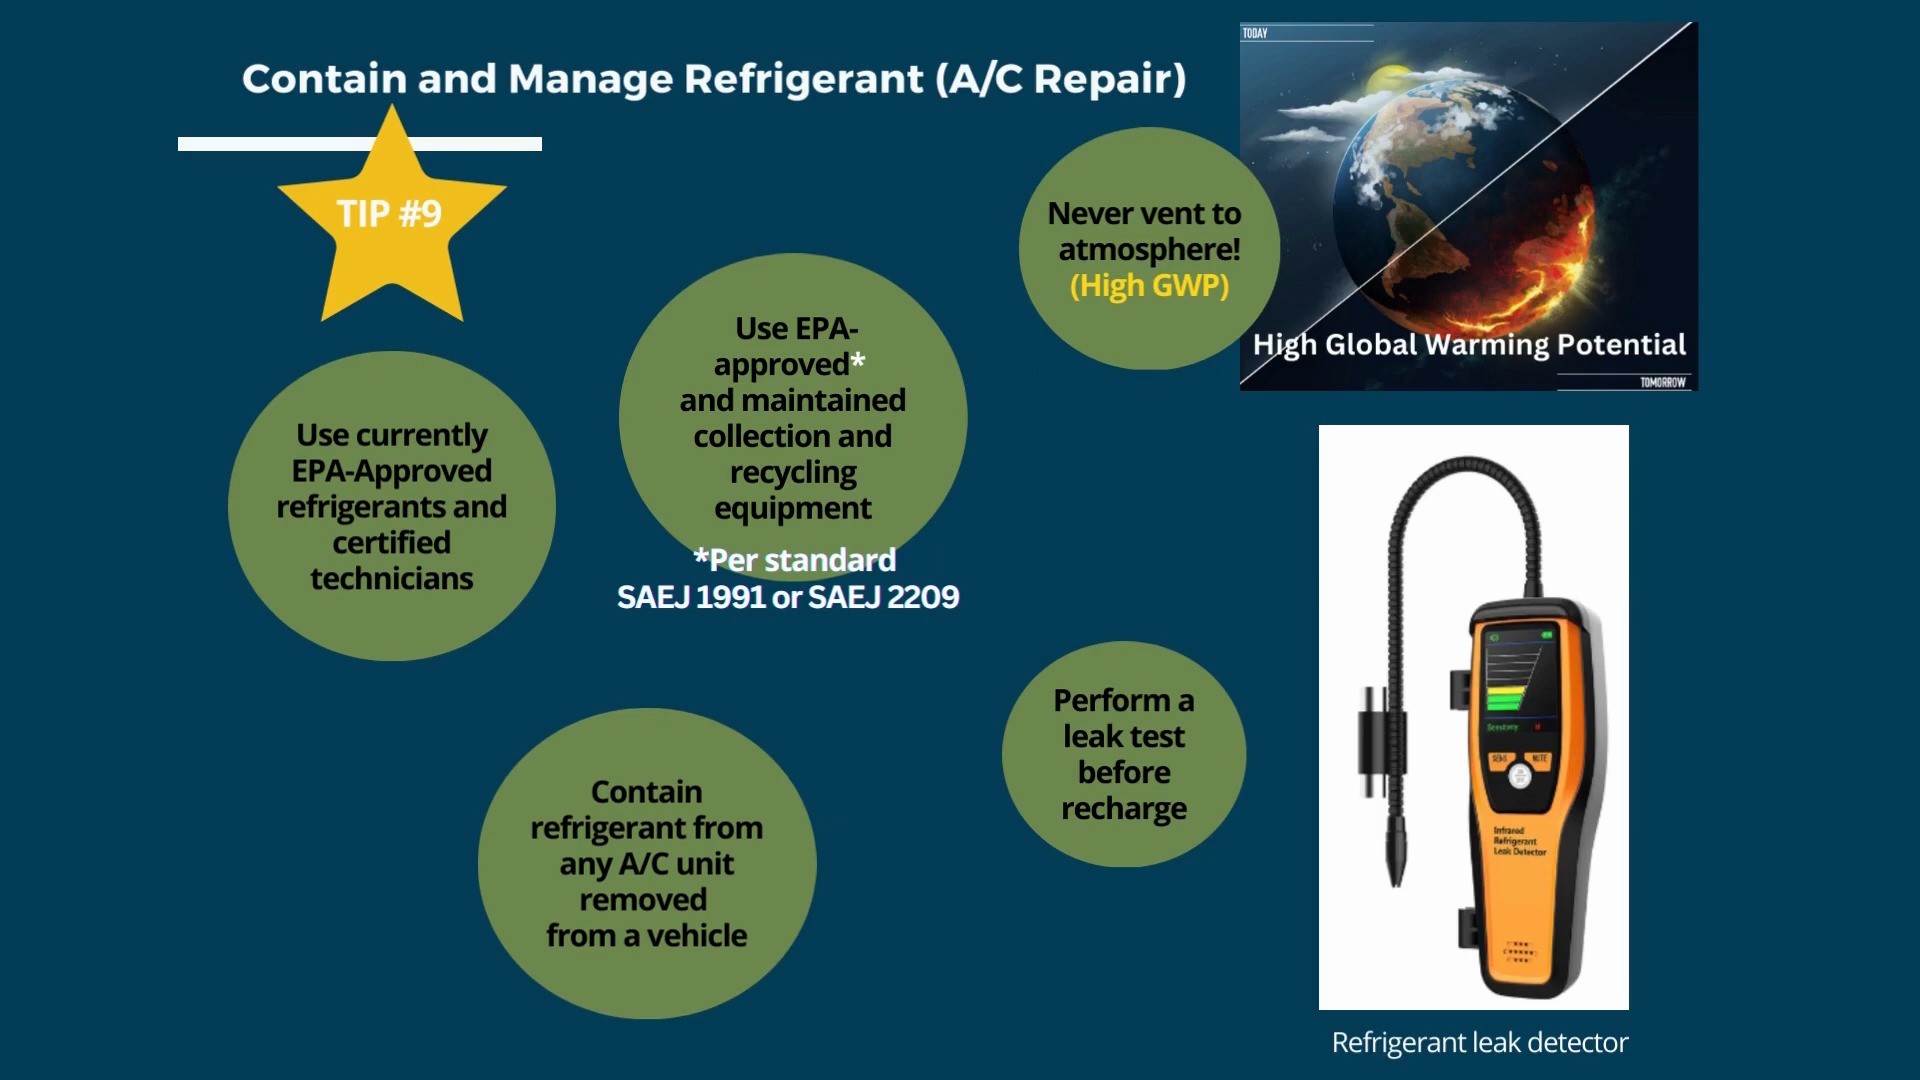 Contain and Manage Refrigerant (A/C Repair)
TIP #9
Use currently
EPA-Approved
refrigerants and
certified
technicians
Use EPA-
approved*
and maintained
collection and
recycling
equipment
*Per standard
SAEJ 1991 or SAEJ 2209
Contain
refrigerant from
any A/C unit
removed
from a vehicle
Never vent to
atmosphere!
(High GWP)
TODAY
High Global Warming Potential
TOMORROW
Perform a
leak test
before
recharge
Sensitivity
SENS
MUTE
Infrared
Refrigerant
Leak Detector
Refrigerant leak detector